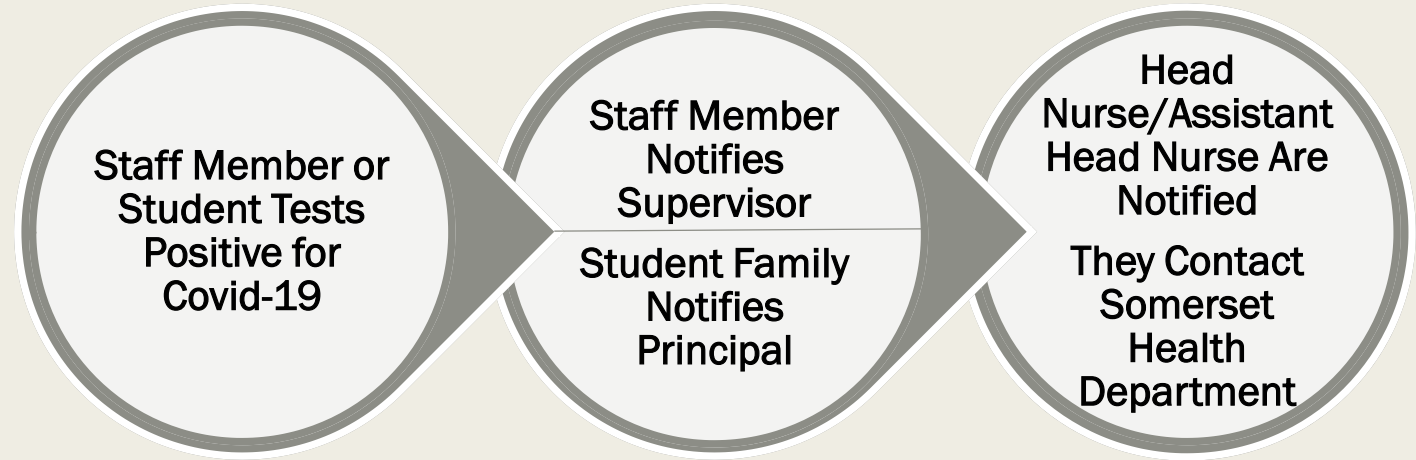 Staff Member or
Student Tests
Positive for
Covid-19
Staff Member
Notifies
Supervisor
Student Family
Notifies
Principal
Head
Nurse/Assistant
Head Nurse Are
Notified
They Contact
Somerset
Health
Department